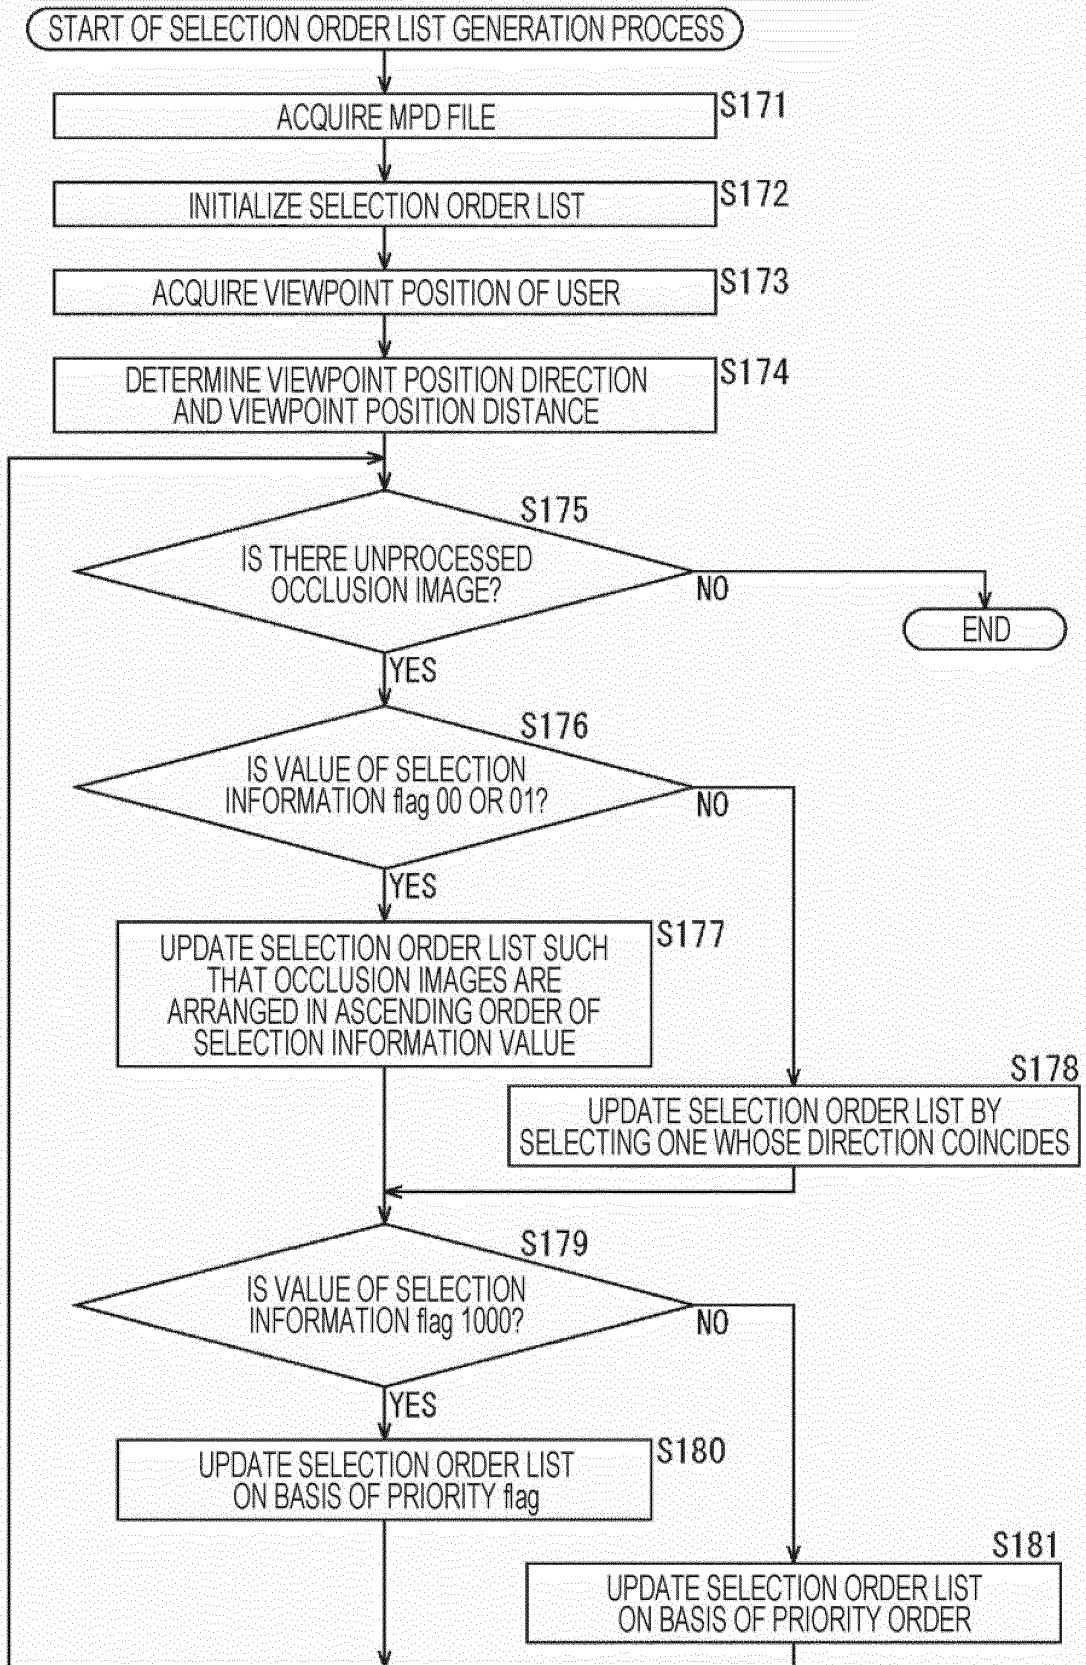 START OF SELECTION ORDER LIST GENERATION PROCESS
S171
ACQUIRE MPD FILE
S172
INITIALIZE SELECTION ORDER LIST
S173
ACQUIRE VIEWPOINT POSITION OF USER
S174
DETERMINE VIEWPOINT POSITION DIRECTION
AND VIEWPOINT POSITION DISTANCE
S175
IS THERE UNPROCESSED
OCCLUSION IMAGE?
NO
END
YES
S176
IS VALUE OF SELECTION
INFORMATION flag 00 OR 01?
NO
YES
S177
UPDATE SELECTION ORDER LIST SUCH
THAT OCCLUSION IMAGES ARE
ARRANGED IN ASCENDING ORDER OF
SELECTION INFORMATION VALUE
S178
UPDATE SELECTION ORDER LIST BY
SELECTING ONE WHOSE DIRECTION COINCIDES
S179
IS VALUE OF SELECTION
INFORMATION flag 1000?
NO
YES
S180
UPDATE SELECTION ORDER LIST
ON BASIS OF PRIORITY flag
S181
UPDATE SELECTION ORDER LIST
ON BASIS OF PRIORITY ORDER